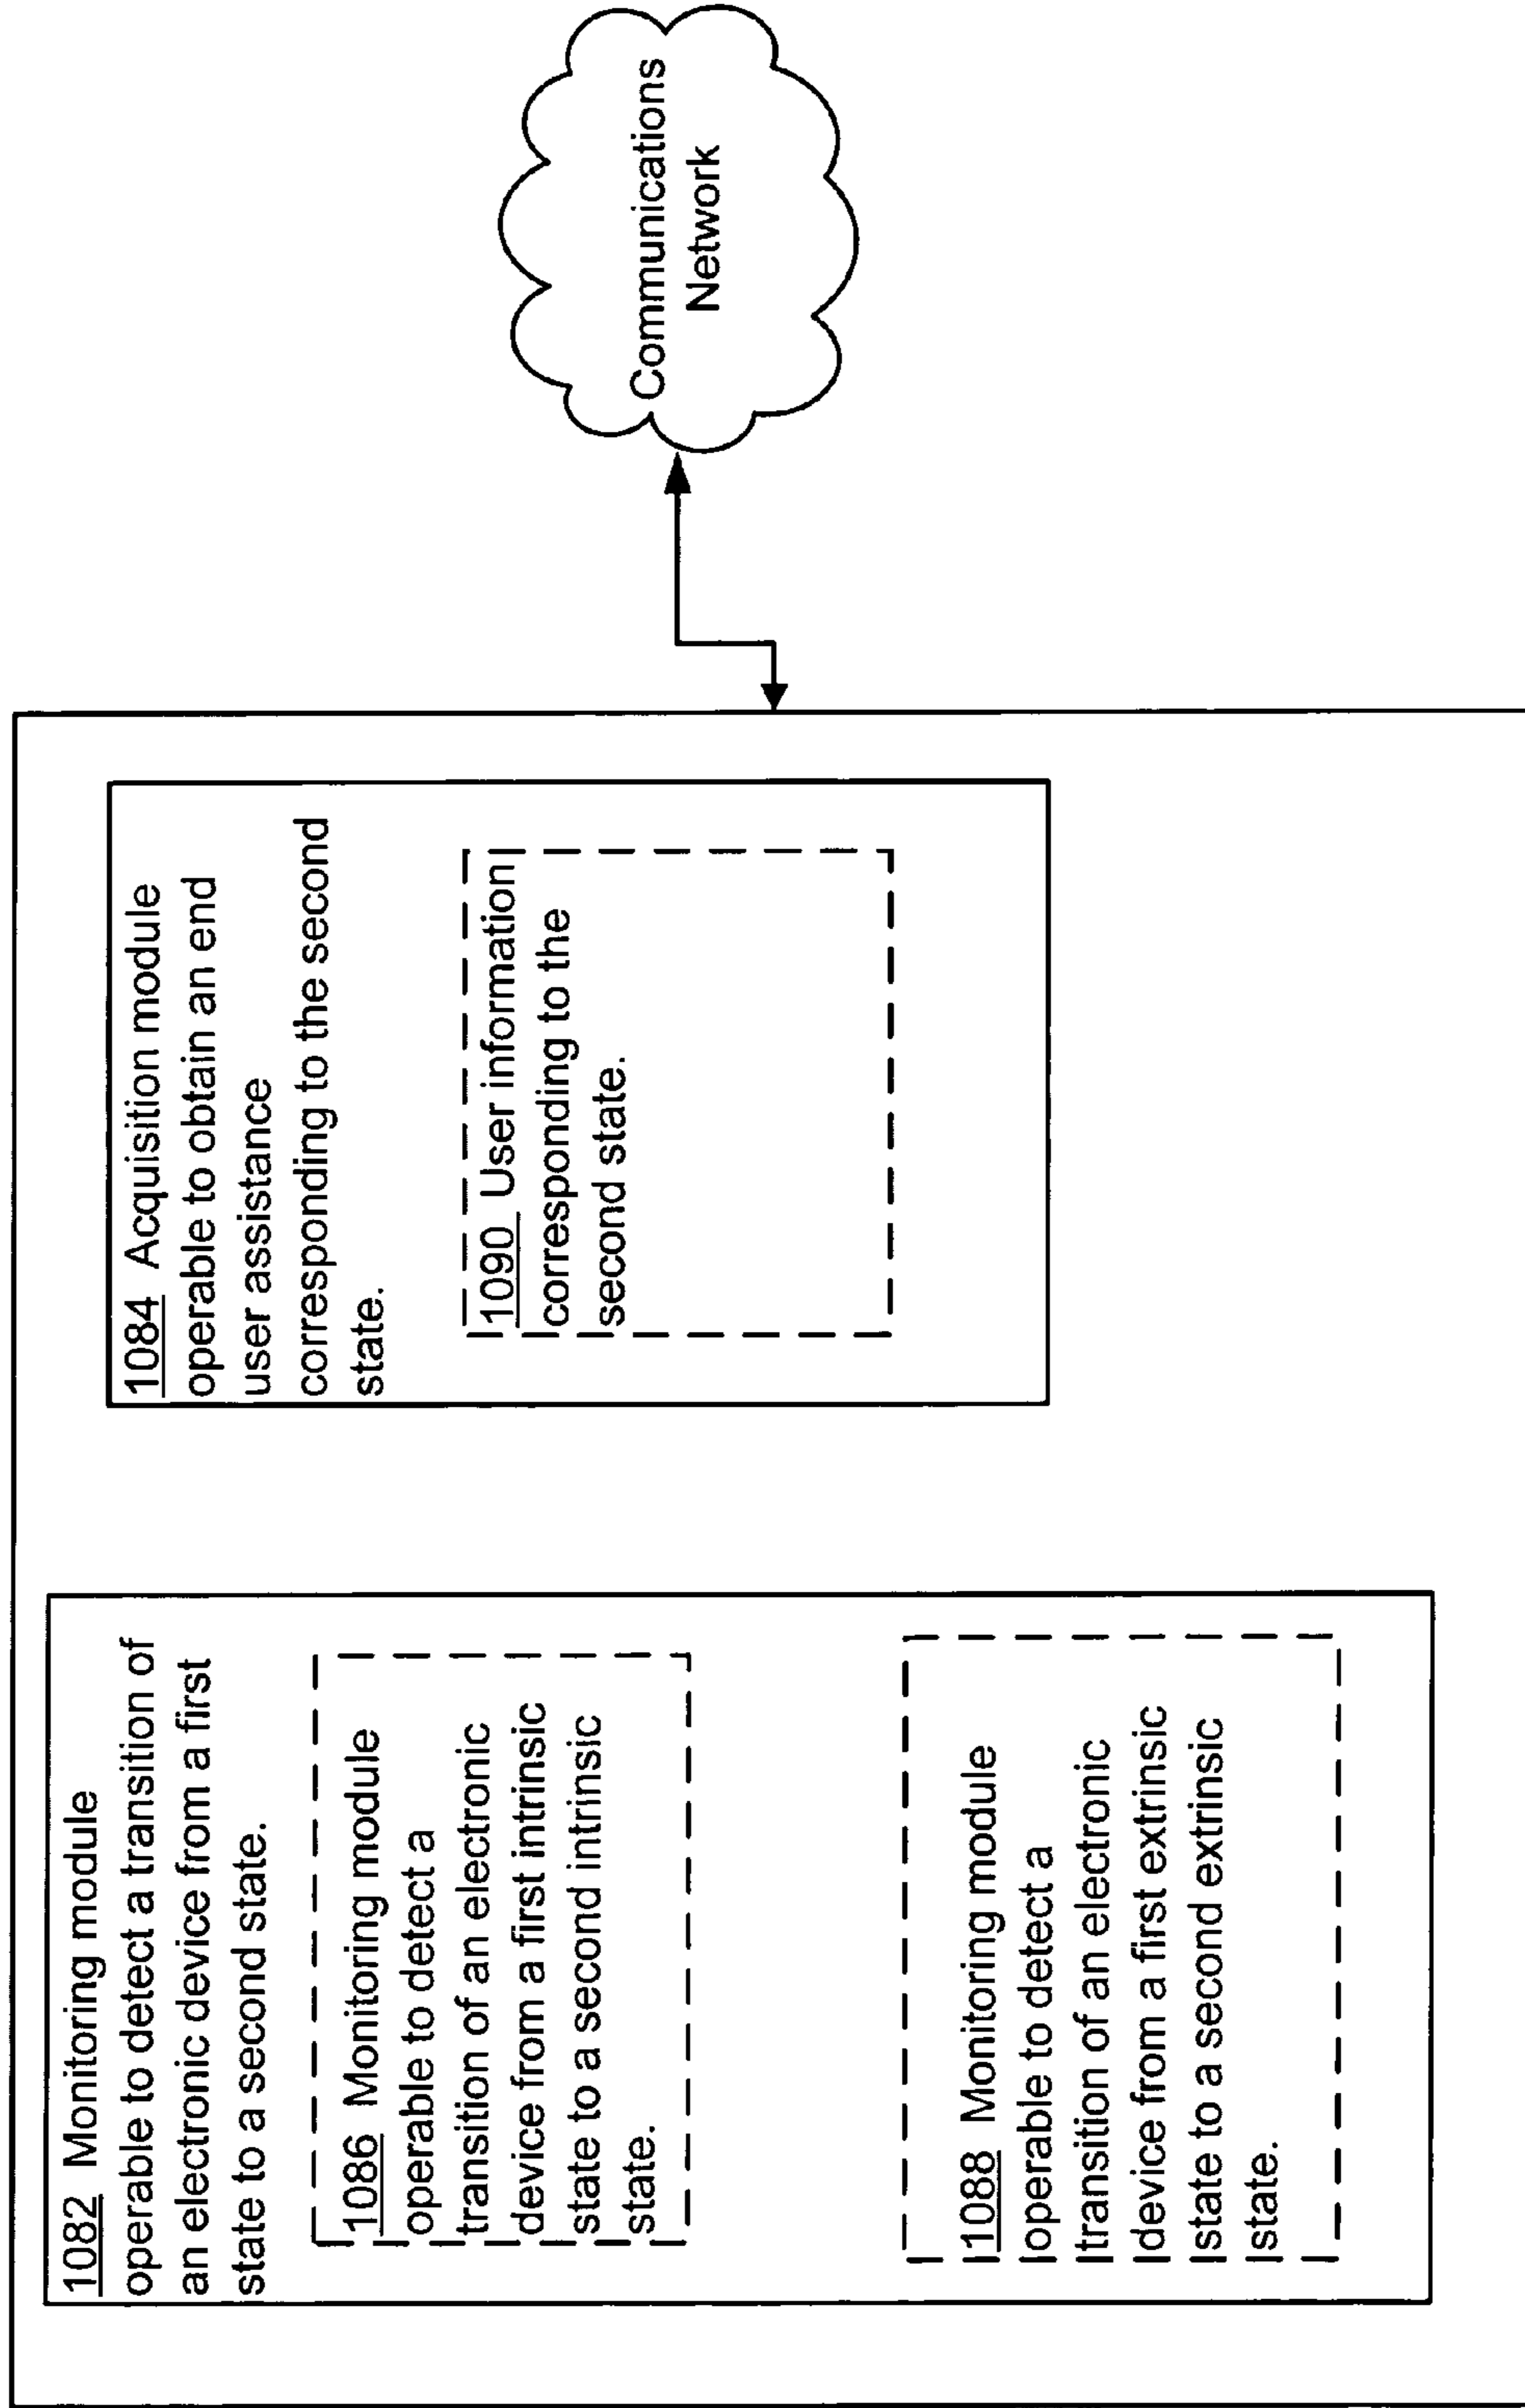 1082 Monitoring module
operable to detect a transition of
an electronic device from a first
state to a second state.
1086 Monitoring module
operable to detect a
transition of an electronic
device from a first intrinsic
state to a second intrinsic
state.
1088 Monitoring module
operable to detect a
transition of an electronic
device from a first extrinsic
state to a second extrinsic
state.
1084 Acquisition module
operable to obtain an end
user assistance
corresponding to the second
state.
1090 User information
corresponding to the
second state.
Communications
Network